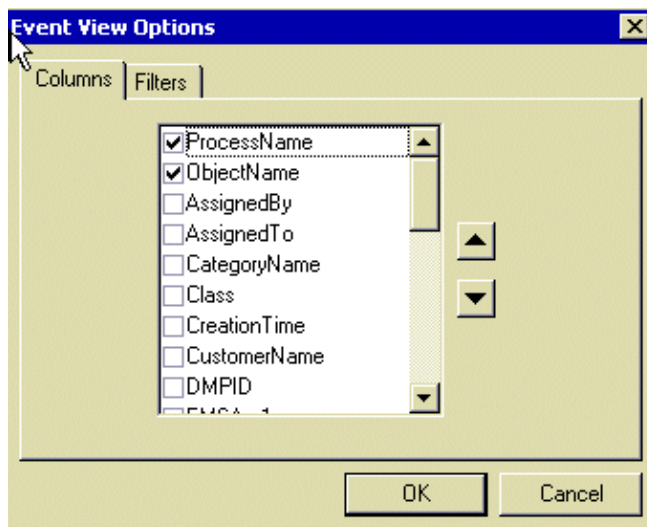 Event View Options
Columns Filters
ProcessName
ObjectName
AssignedBy
AssignedTo
CategoryName
Class
CreationTime
CustomerName
DMPID
OK Cancel